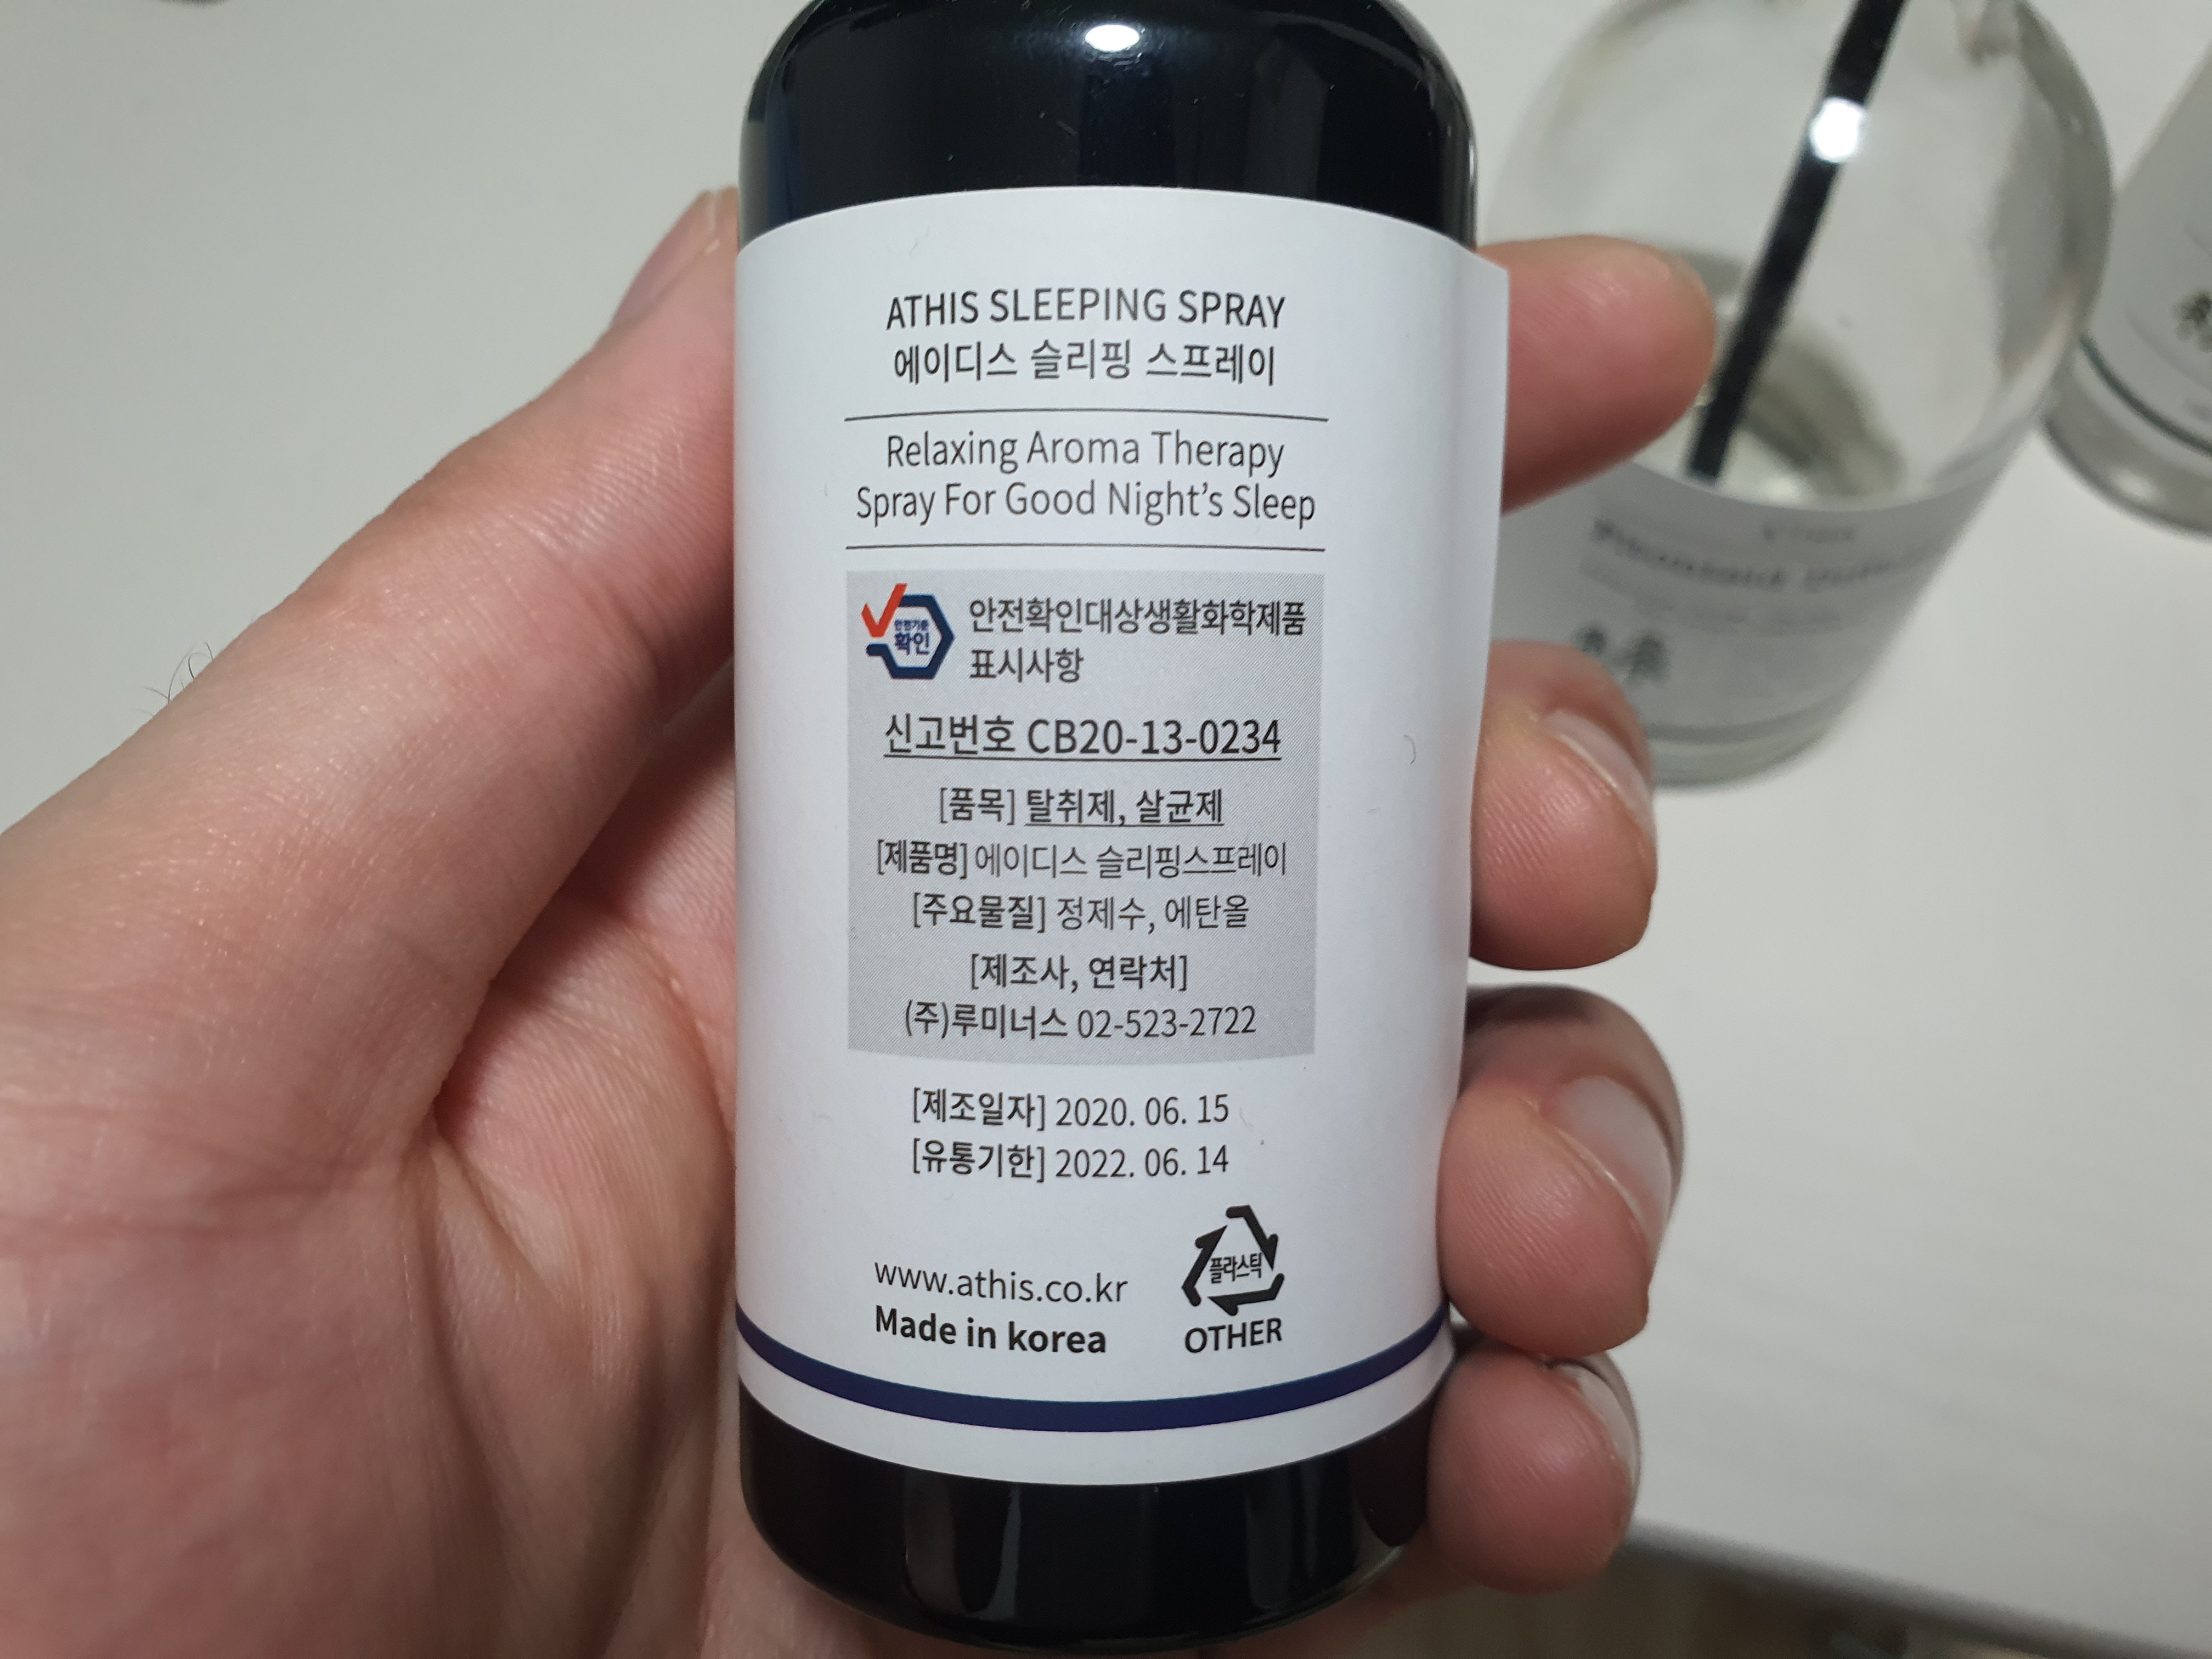 ATHIS SLEEPING SPRAY
에이디스 슬리핑 스프레이
Relaxing Aroma Therapy
Spray For Good Night's Sleep
확인
안전확인대상생활화학제품
표시사항
신고번호 CB20-13-0234
[품목] 탈취제, 살균제
[제품명] 에이디스 슬리핑스프레이
[주요물질] 정제수, 에탄올
[제조사, 연락처]
(주)루미너스 02-523-2722
[제조일자] 2020. 06. 15
[유통기한] 2022. 06. 14
www.athis.co.kr
Made in korea
플라스틱
OTHER